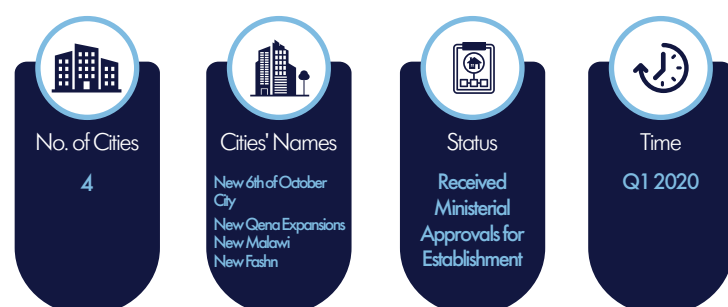 No. of Cities
4
Cities' Names
New 6th of October
City
New Qena Expansions
New Malawi
New Fashn
Status
Received
Ministerial
Approvals for
Establishment
Time
Q1 2020